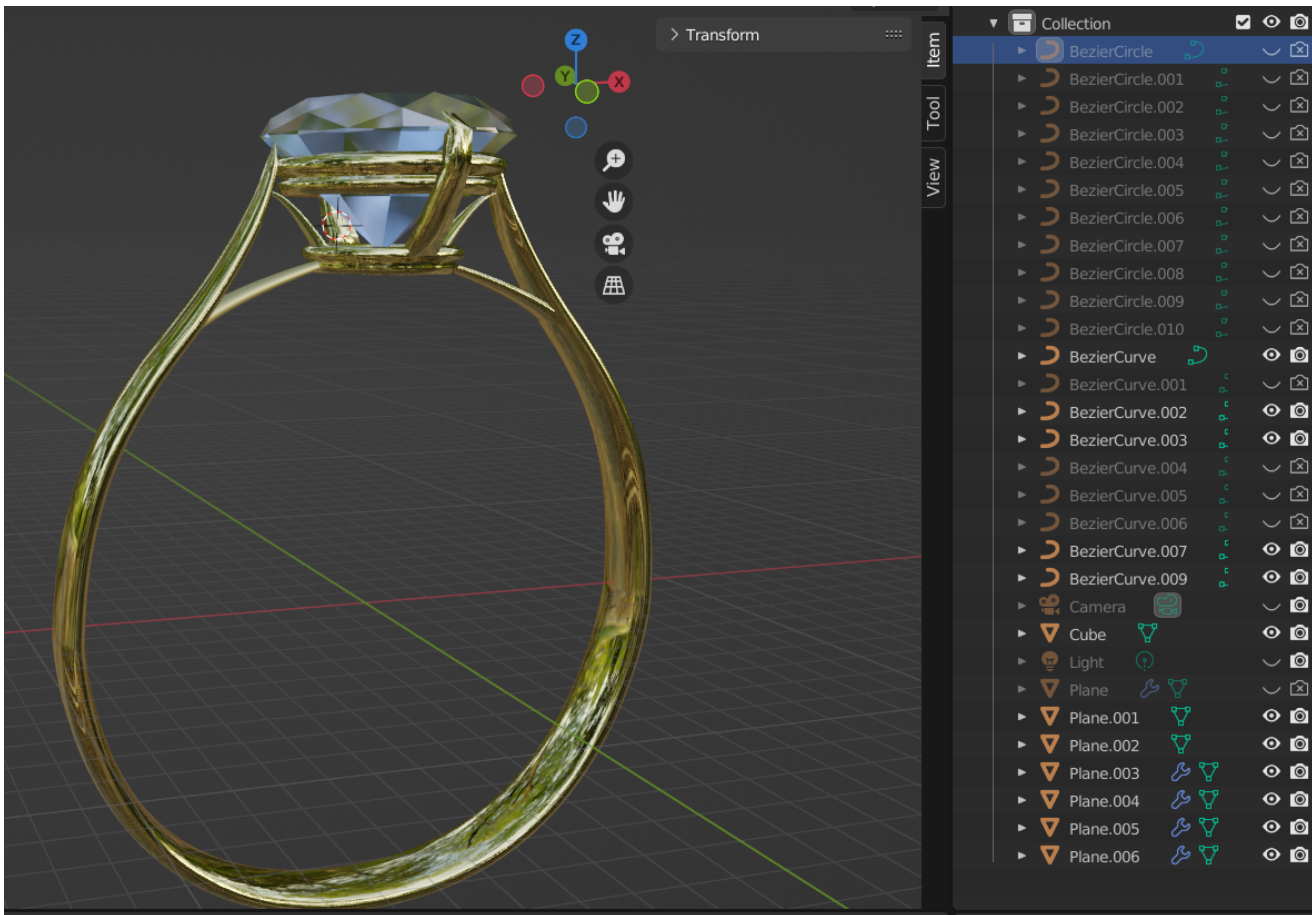 Transform
Z
Y
X
Item
Tool
View
Collection
BezierCircle
BezierCircle.001
BezierCircle.002
BezierCircle.003
BezierCircle.004
BezierCircle.005
BezierCircle.006
BezierCircle.007
BezierCircle.008
BezierCircle.009
BezierCircle.010
BezierCurve
BezierCurve.001
BezierCurve.002
BezierCurve.003
BezierCurve.004
BezierCurve.005
BezierCurve.006
BezierCurve.007
BezierCurve.009
Camera
Cube
Light
Plane
Plane.001
Plane.002
Plane.003
Plane.004
Plane.005
Plane.006